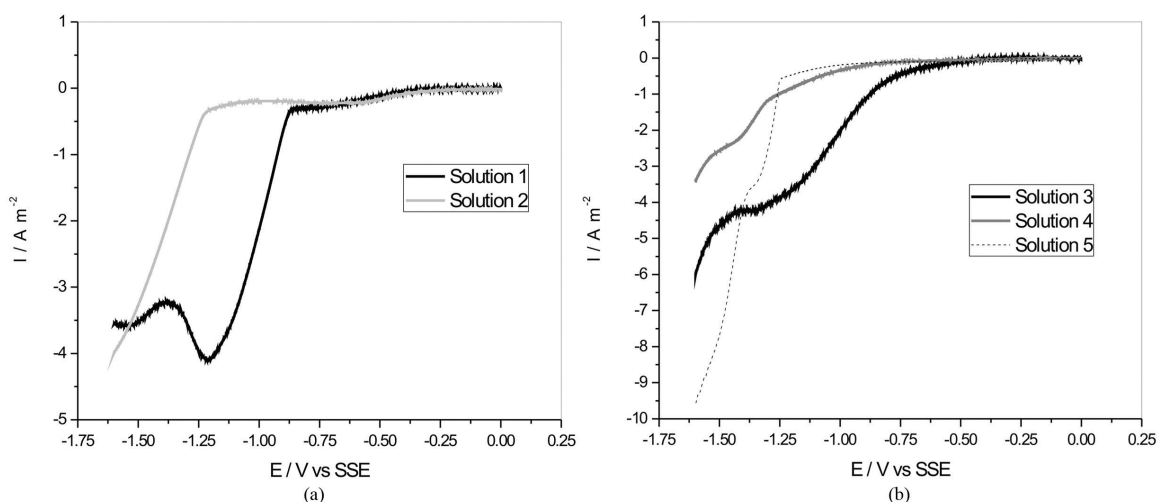 1
0
-1
-2
-3
-4
-5
I / A m-2
Solution 1
Solution 2
-1.75 -1.50 -1.25 -1.00 -0.75 -0.50 -0.25 0.00 0.25
E / V vs SSE
(a)
1
0
-1
-2
-3
-4
-5
-6
-7
-8
-9
-10
I / A m-2
Solution 3
Solution 4
Solution 5
-1.75 -1.50 -1.25 -1.00 -0.75 -0.50 -0.25 0.00 0.25
E / V vs SSE
(b)